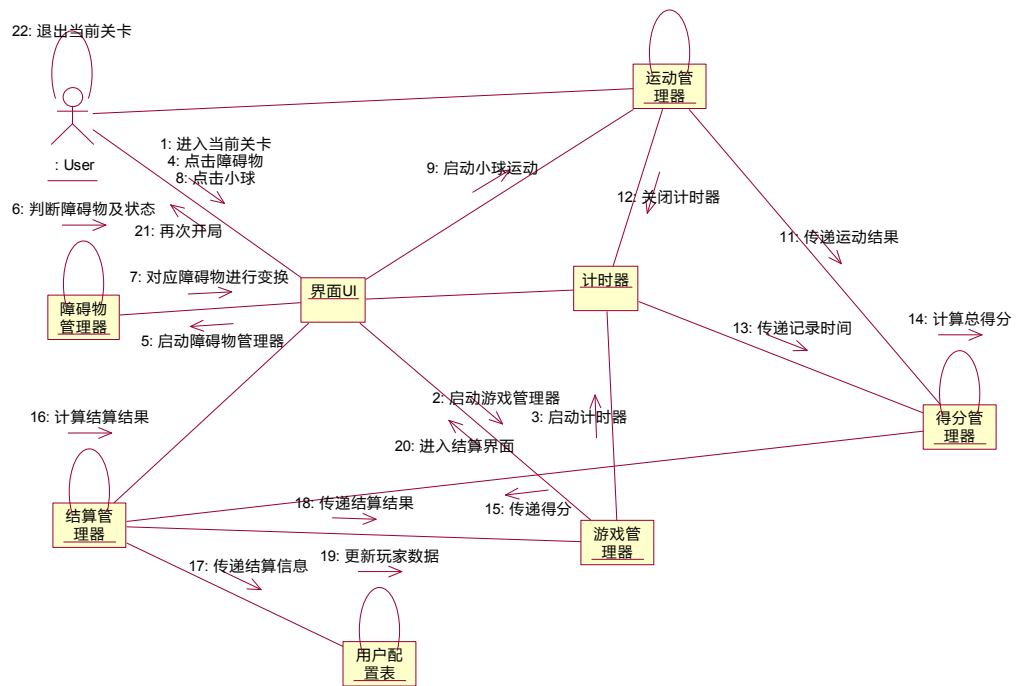 22: 退出当前关卡
运动管
理器
: User
1: 进入当前关卡
4: 点击障碍物
8: 点击小球
9: 启动小球运动
12: 关闭计时器
6: 判断障碍物及状态
21: 再次开局
11: 传递运动结果
7: 对应障碍物进行变换
界面UI
计时器
障碍物
管理器
5: 启动障碍物管理器
13: 传递记录时间
14: 计算总得分
2: 启动游戏管理器
3: 启动计时器
16: 计算结算结果
20: 进入结算界面
得分管
理器
18: 传递结算结果
15: 传递得分
结算管
理器
游戏管
理器
19: 更新玩家数据
17: 传递结算信息
用户配
置表